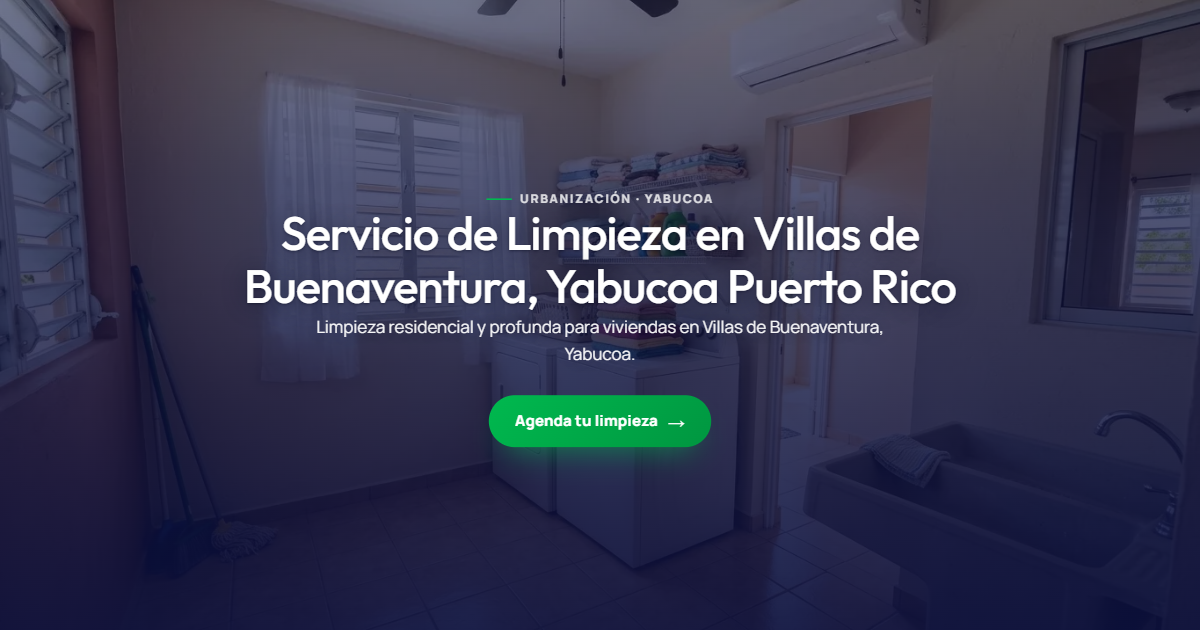 URBANIZACIÓN · YABUCOA
Servicio de Limpieza en Villas de
Buenaventura, Yabucoa Puerto Rico
Limpieza residencial y profunda para viviendas en Villas de Buenaventura,
Yabucoa.
Agenda tu limpieza →